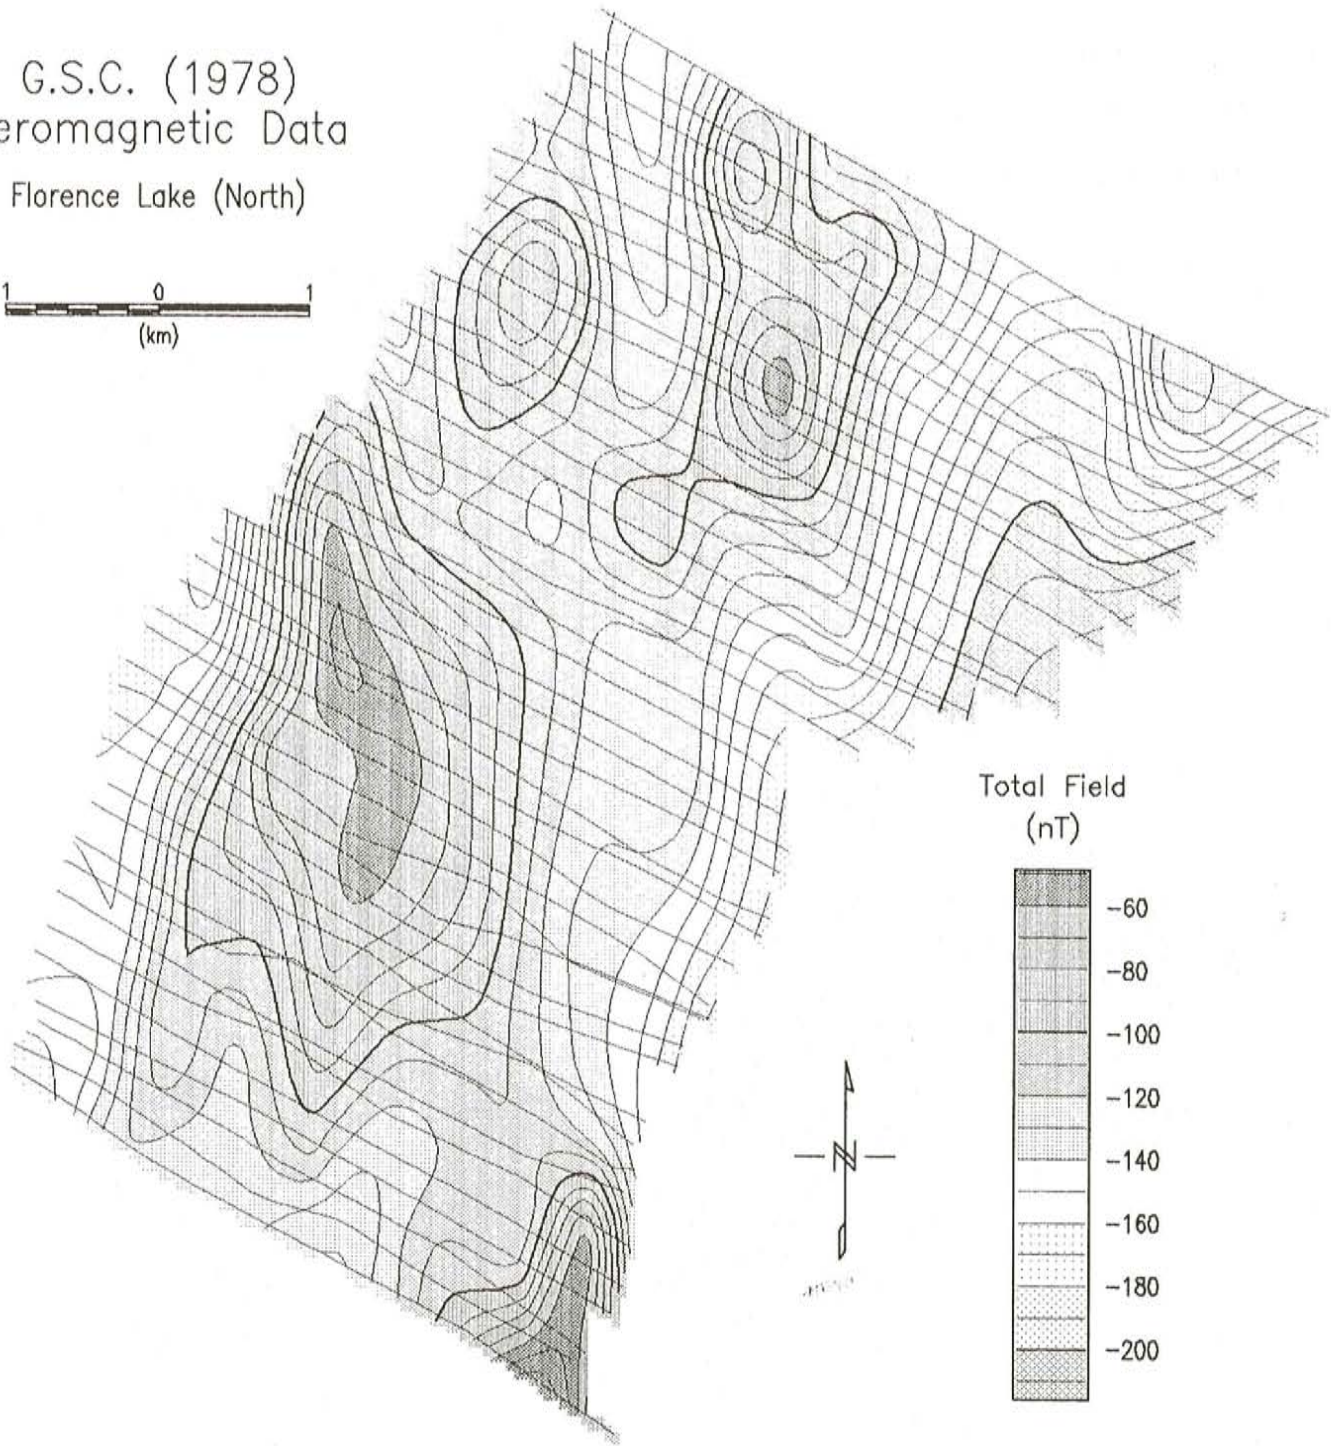 G.S.C. (1978)
eromagnetic Data
Florence Lake (North)
1 0 1
(km)
Total Field
(nT)
-60
-80
-100
-120
-140
-160
-180
-200
N